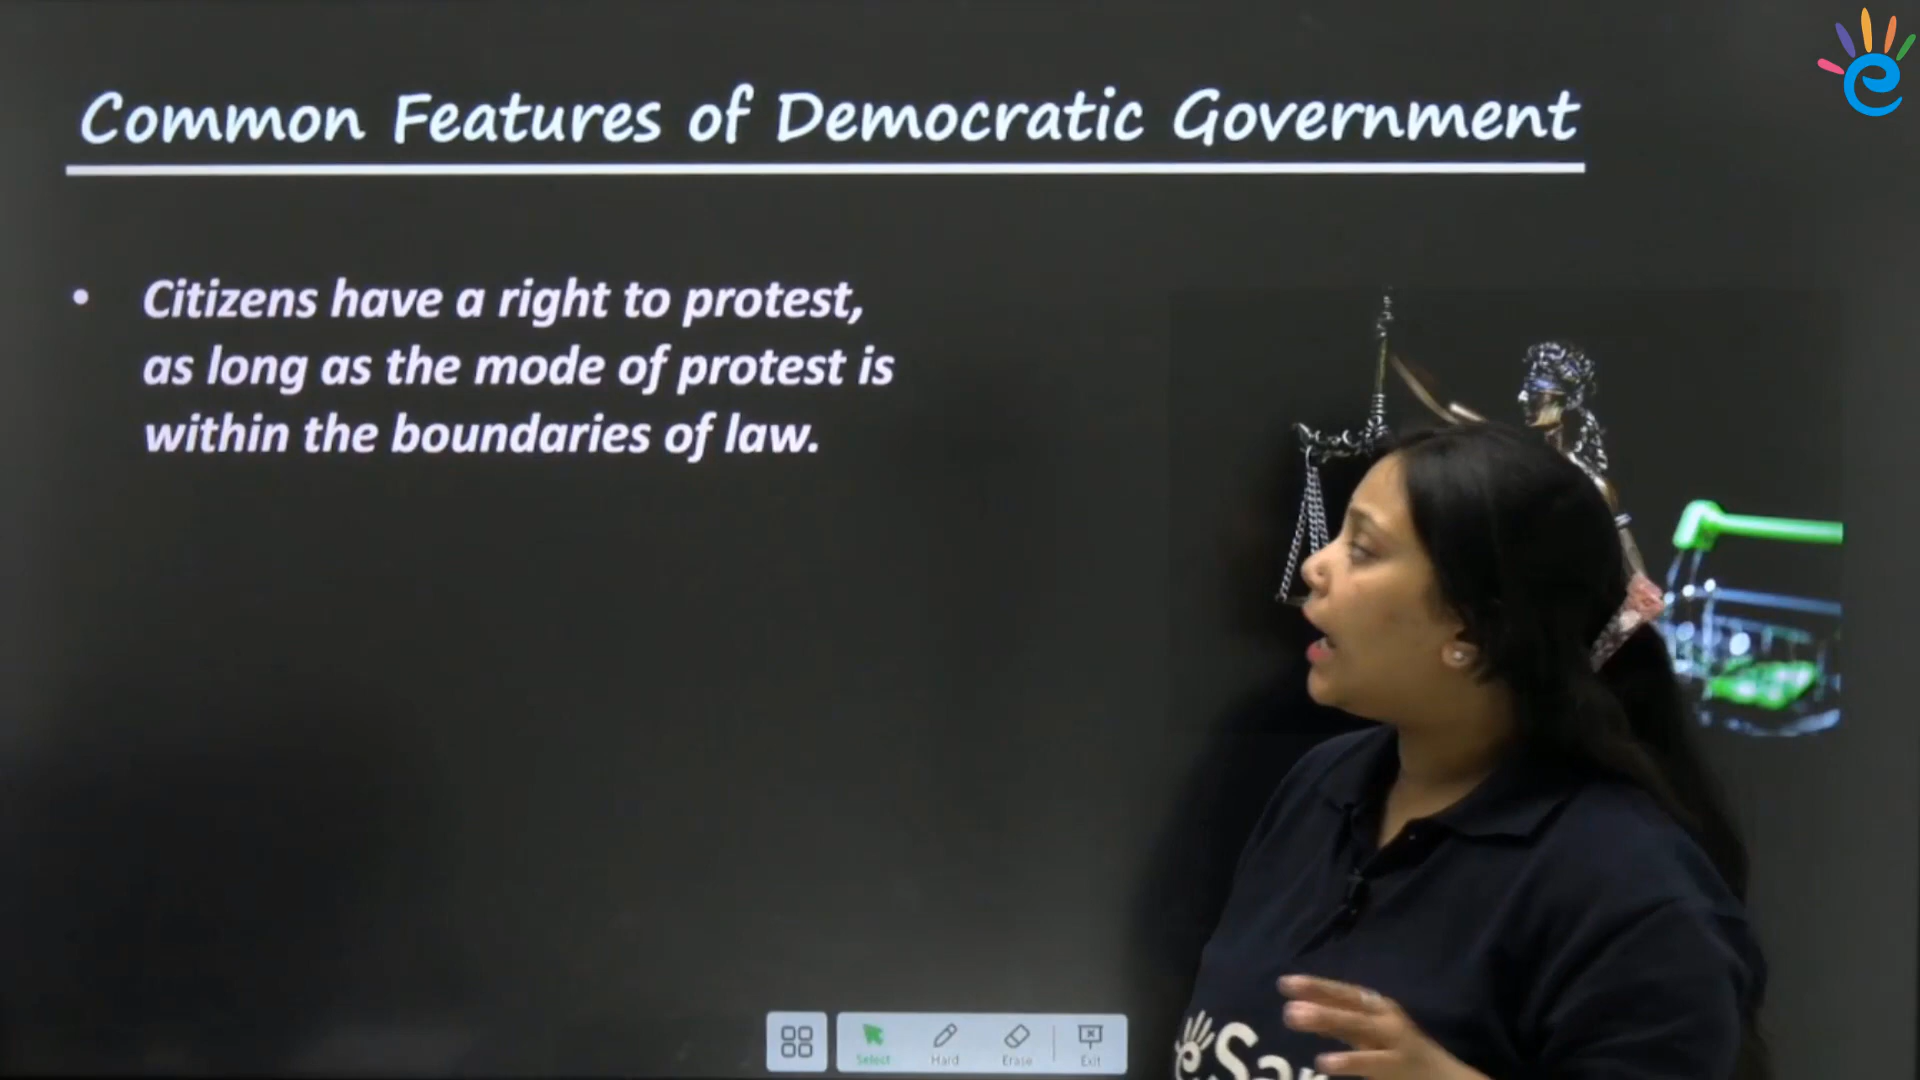 Common Features of Democratic Government
• Citizens have a right to protest,
as long as the mode of protest is
within the boundaries of law.
Select Hard Erase Exit